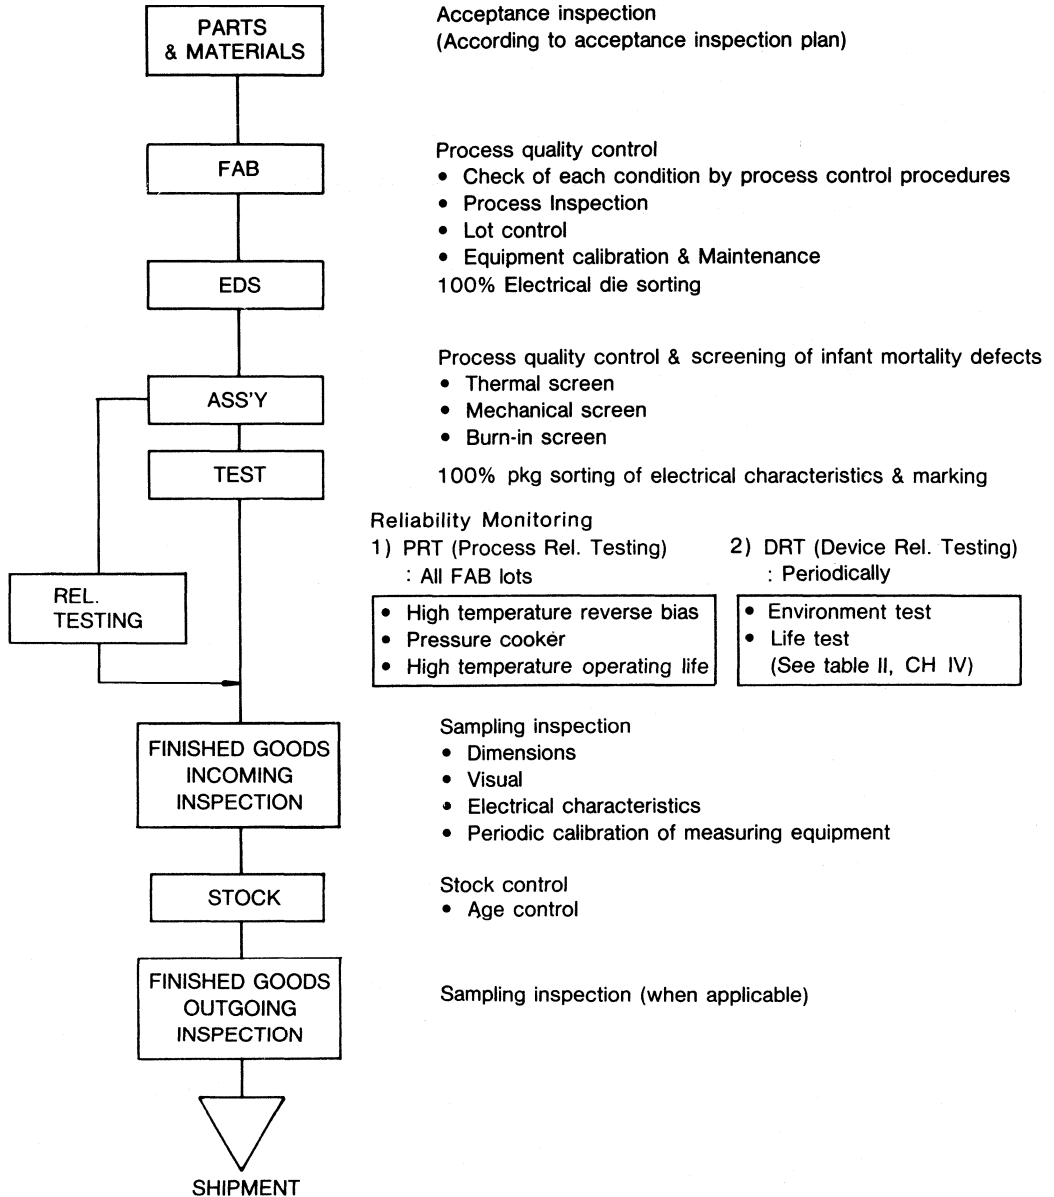 PARTS
& MATERIALS
Acceptance inspection
(According to acceptance inspection plan)
FAB
Process quality control
• Check of each condition by process control procedures
• Process Inspection
• Lot control
• Equipment calibration & Maintenance
EDS
100% Electrical die sorting
Process quality control & screening of infant mortality defects
ASS'Y
• Thermal screen
• Mechanical screen
• Burn-in screen
TEST
100% pkg sorting of electrical characteristics & marking
Reliability Monitoring
1) PRT (Process Rel. Testing)
: All FAB lots
• High temperature reverse bias
• Pressure cooker
• High temperature operating life
2) DRT (Device Rel. Testing)
: Periodically
• Environment test
• Life test
(See table II, CH IV)
REL.
TESTING
FINISHED GOODS
INCOMING
INSPECTION
Sampling inspection
• Dimensions
• Visual
• Electrical characteristics
• Periodic calibration of measuring equipment
STOCK
Stock control
• Age control
FINISHED GOODS
OUTGOING
INSPECTION
Sampling inspection (when applicable)
SHIPMENT